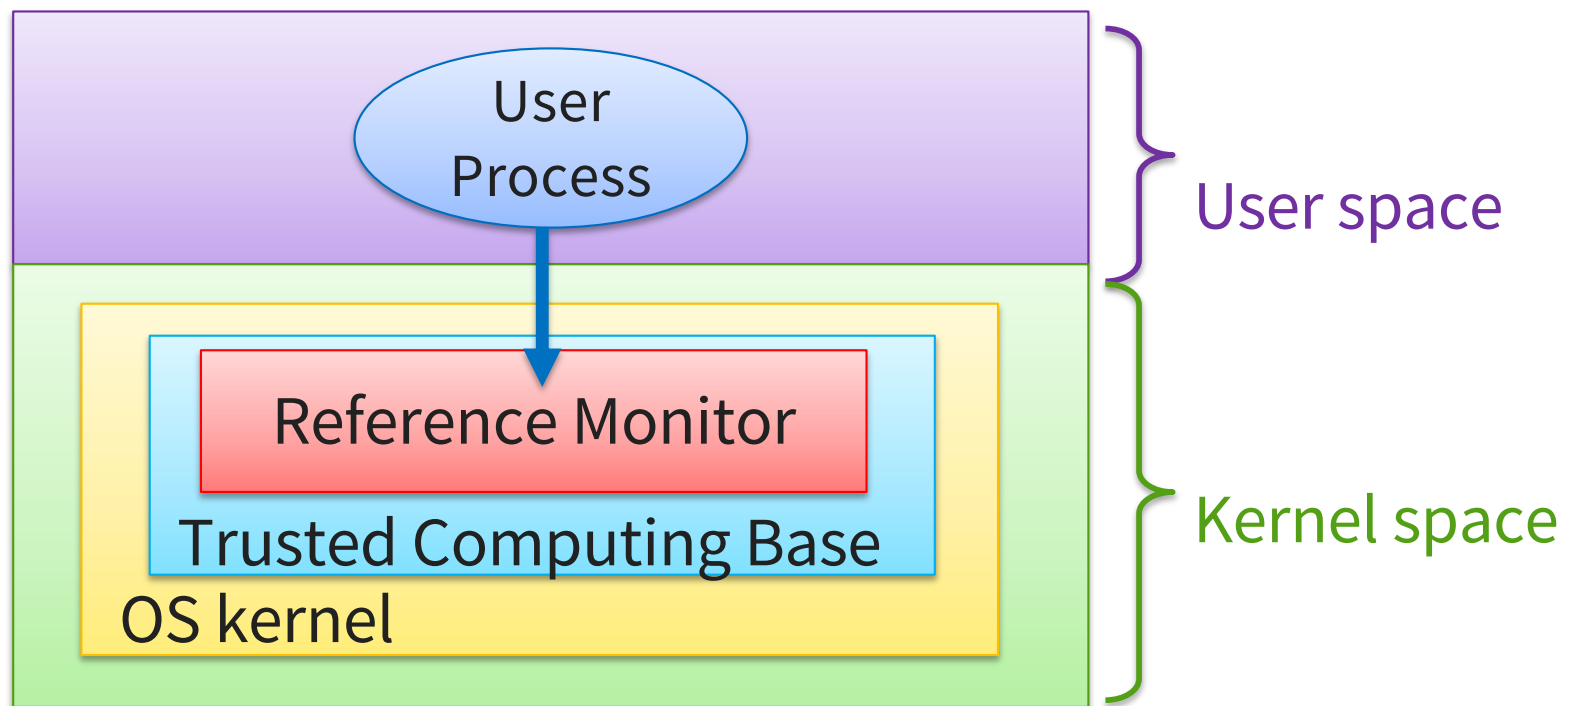 User
Process
User space
Reference Monitor
Trusted Computing Base
OS kernel
Kernel space